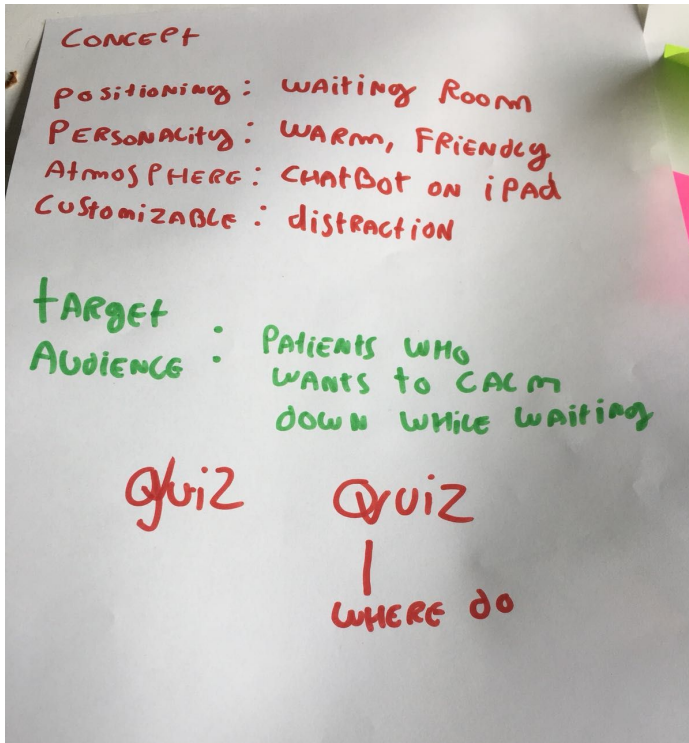 CONCEPt
POSitiONiNg : WAitiNg ROOM
PERSONALity : WARM, FRiENDLy
AtMOSPHERE : CHAtBOt ON iPAd
CUStOMiZABLE : diStRACtiON
tARgEt
AUDiENCE : PAtiENtS WHO
WANtS tO CALM
DOWN WHiLE WAitiNg
QUiZ QUiZ
WHERE dO